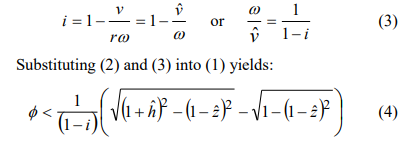 i = 1 − v/(rω) = 1 − v̂/ω or ω/v̂ = 1/(1 − i) (3)
Substituting (2) and (3) into (1) yields:
ϕ < 1/(1 − i) (√((1 + ĥ)² − (1 − ẑ)²) − √(1 − (1 − ẑ)²)) (4)